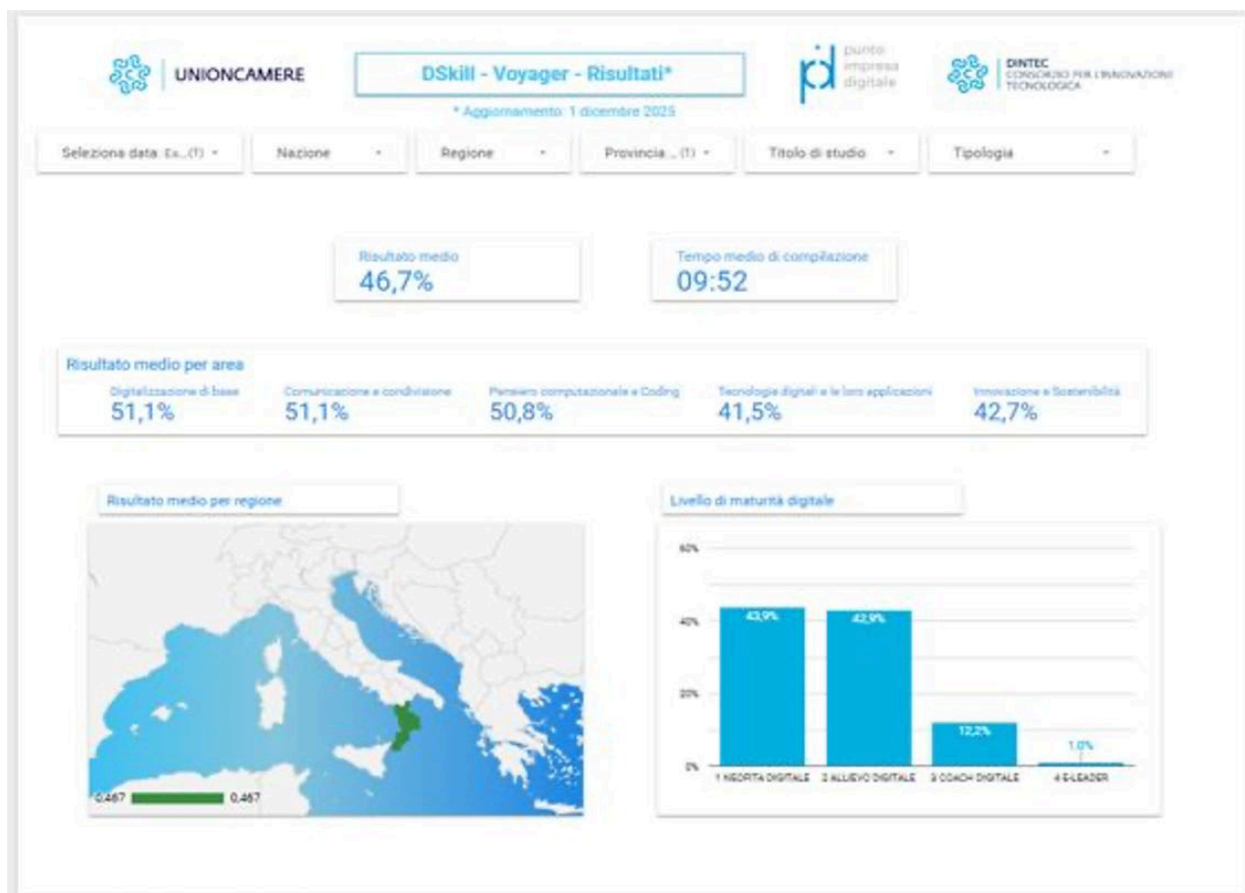 UNIONCAMERE
DSkill - Voyager - Risultati*
punto
impresa
digitale
DINTEC
CONSORZIO PER L'INNOVAZIONE
TECNOLOGICA
* Aggiornamento: 1 dicembre 2025
Seleziona data: Ex...(1)
Nazione
Regione
Provincia ... (1)
Titolo di studio
Tipologia
Risultato medio
46,7%
Tempo medio di compilazione
09:52
Risultato medio per area
Digitalizzazione di base
51,1%
Comunicazione e condivisione
51,1%
Pensiero computazionale e Coding
50,8%
Tecnologie digitali e le loro applicazioni
41,5%
Innovazione e Sostenibilità
42,7%
Risultato medio per regione
0,467
0,467
Livello di maturità digitale
60%
40%
20%
0%
43,9%
42,9%
12,2%
1,0%
1 NEOFITA DIGITALE
2 ALLIEVO DIGITALE
3 COACH DIGITALE
4 E-LEADER